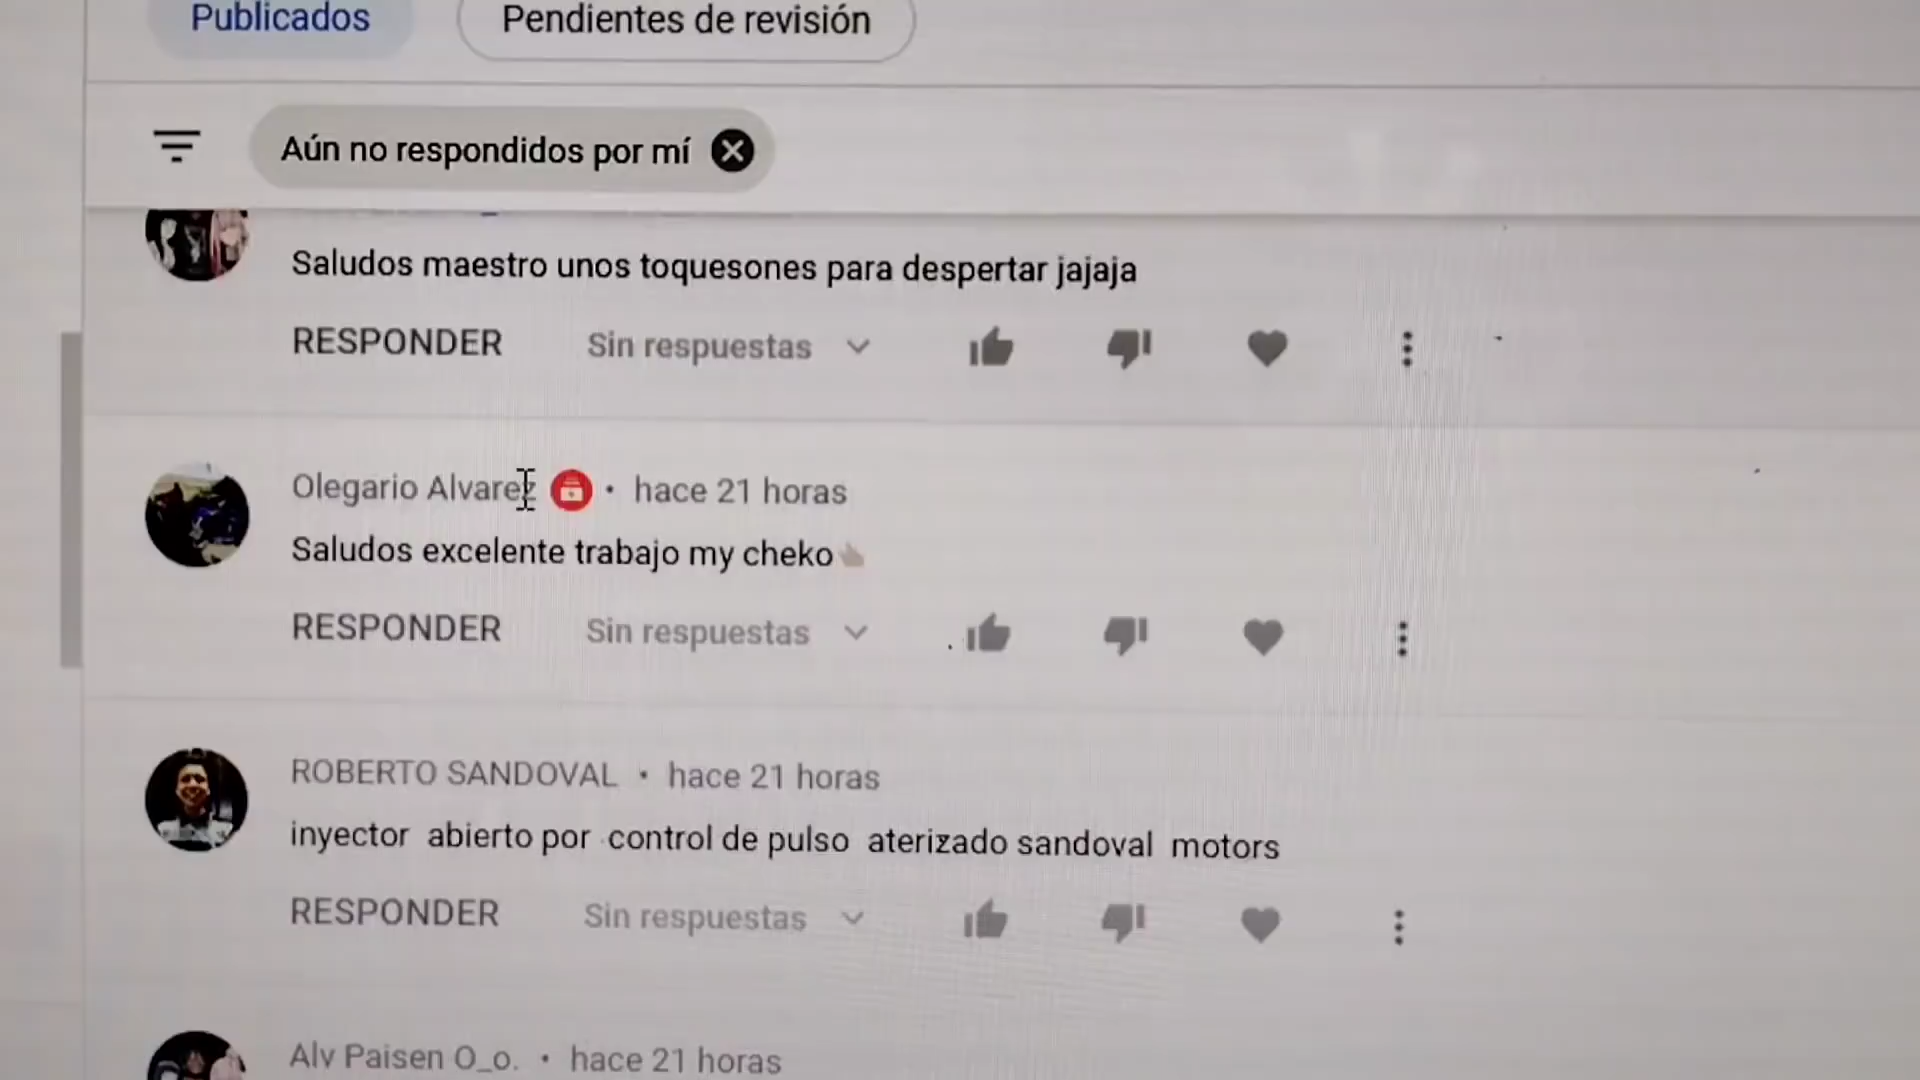 Publicados
Pendientes de revisión
Aún no respondidos por mí
Saludos maestro unos toquesones para despertar jajaja
RESPONDER Sin respuestas
Olegario Alvarez • hace 21 horas
Saludos excelente trabajo my cheko
RESPONDER Sin respuestas
ROBERTO SANDOVAL • hace 21 horas
inyector abierto por control de pulso aterizado sandoval motors
RESPONDER Sin respuestas
Alv Paisen O_o. • hace 21 horas